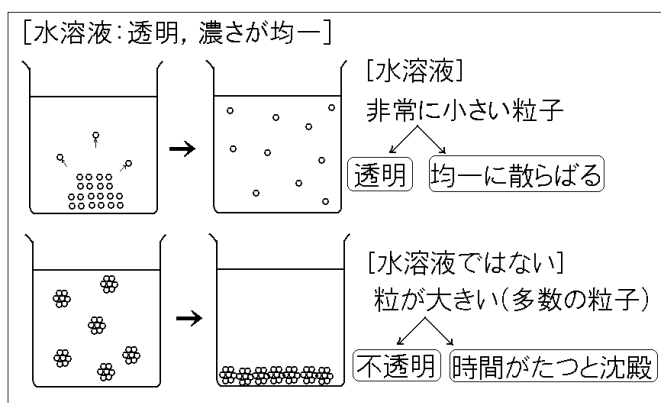 [水溶液:透明, 濃さが均一]
[水溶液]
非常に小さい粒子
透明 均一に散らばる
[水溶液ではない]
粒が大きい(多数の粒子)
不透明 時間がたつと沈殿